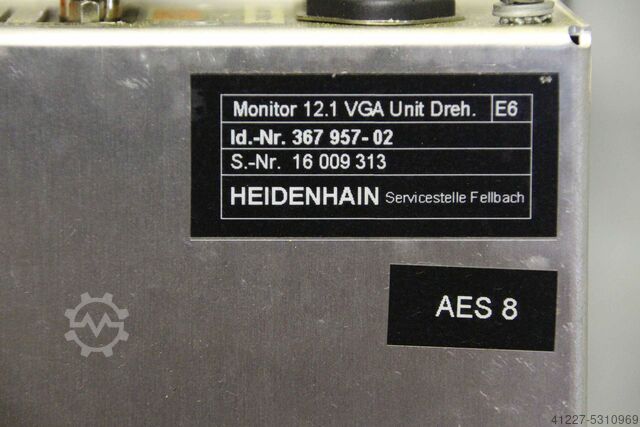 Monitor 12.1 VGA Unit Dreh. E6
Id.-Nr. 367 957-02
S.-Nr. 16 009 313
HEIDENHAIN Servicestelle Fellbach
AES 8
41227-5310969